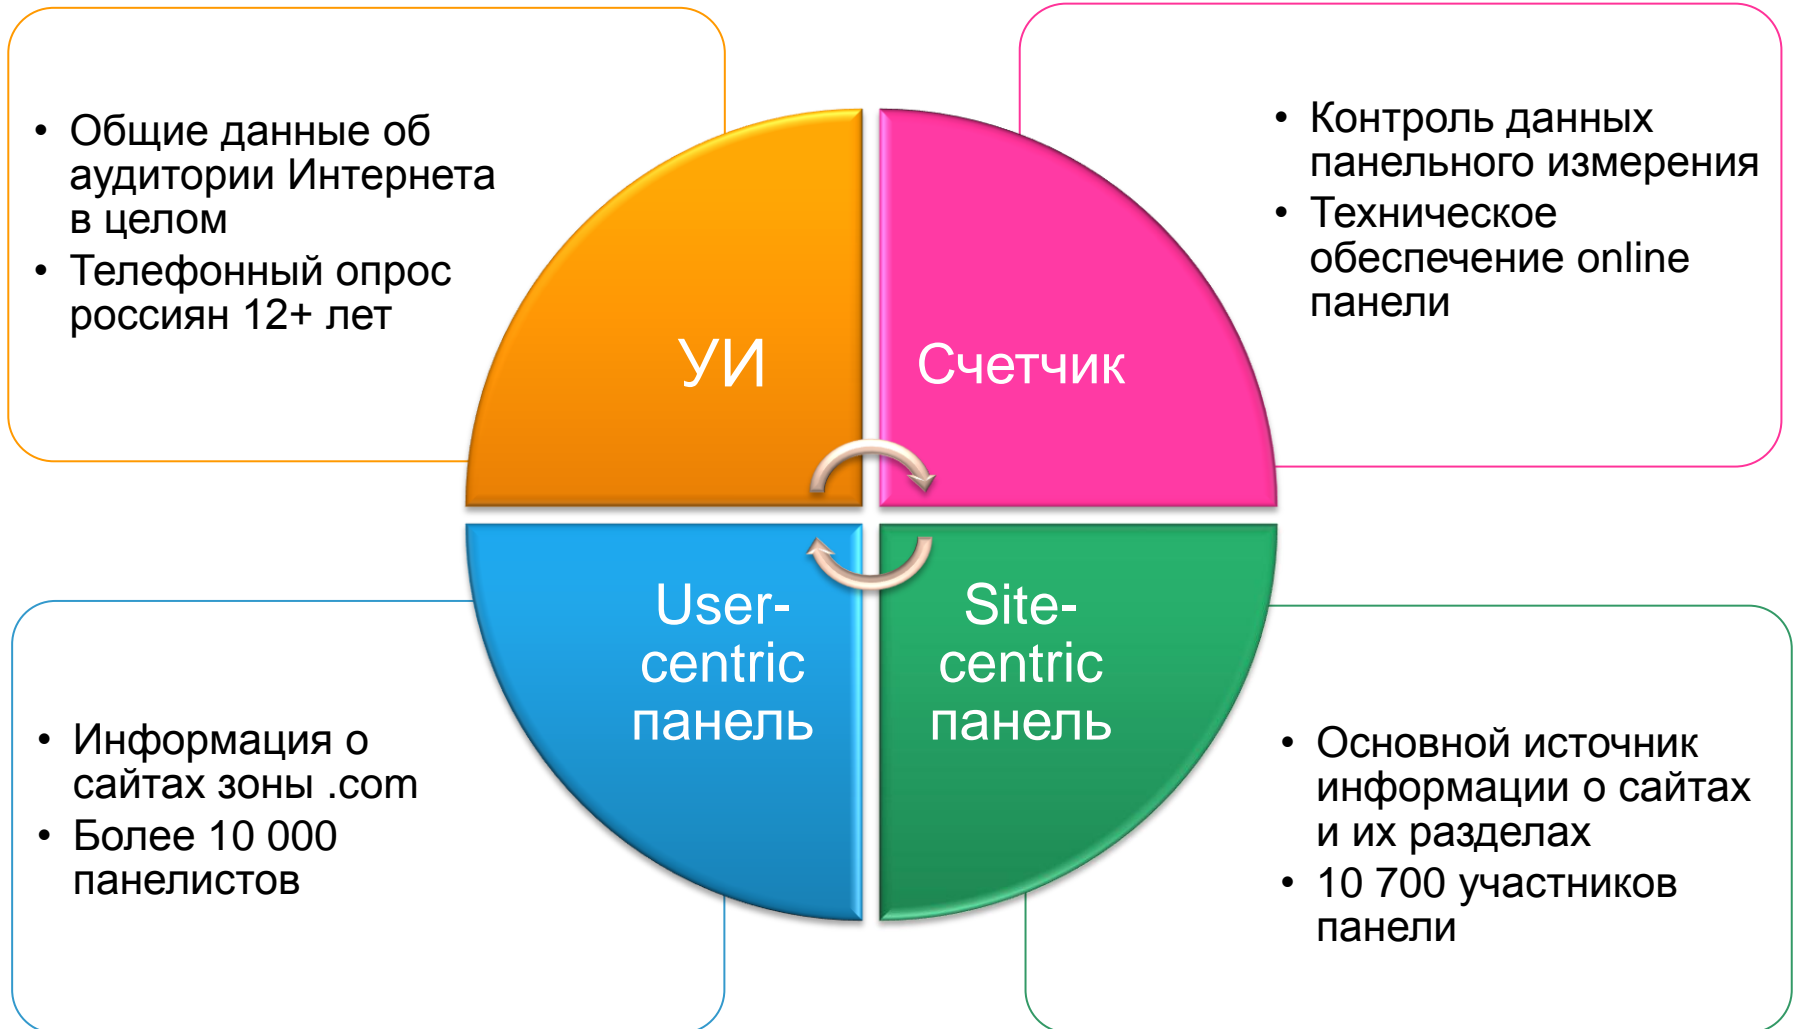 • Общие данные об
аудитории Интернета
в целом
• Телефонный опрос
россиян 12+ лет
УИ
• Контроль данных
панельного измерения
• Техническое
обеспечение online
панели
Счетчик
• Информация о
сайтах зоны .com
• Более 10 000
панелистов
User-
centric
панель
Site-
centric
панель
• Основной источник
информации о сайтах
и их разделах
• 10 700 участников
панели